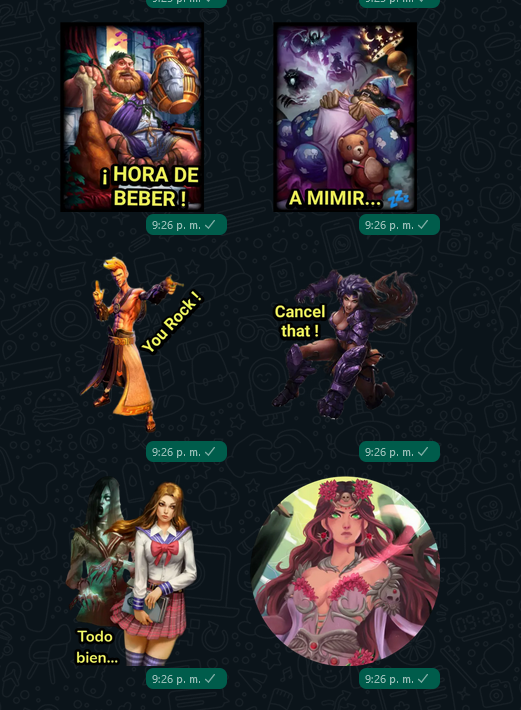 ¡ HORA DE
BEBER !
A MIMIR... zzz
9:26 p. m.
9:26 p. m.
You Rock !
Cancel
that !
9:26 p. m.
9:26 p. m.
Todo
bien...
9:26 p. m.
9:26 p. m.